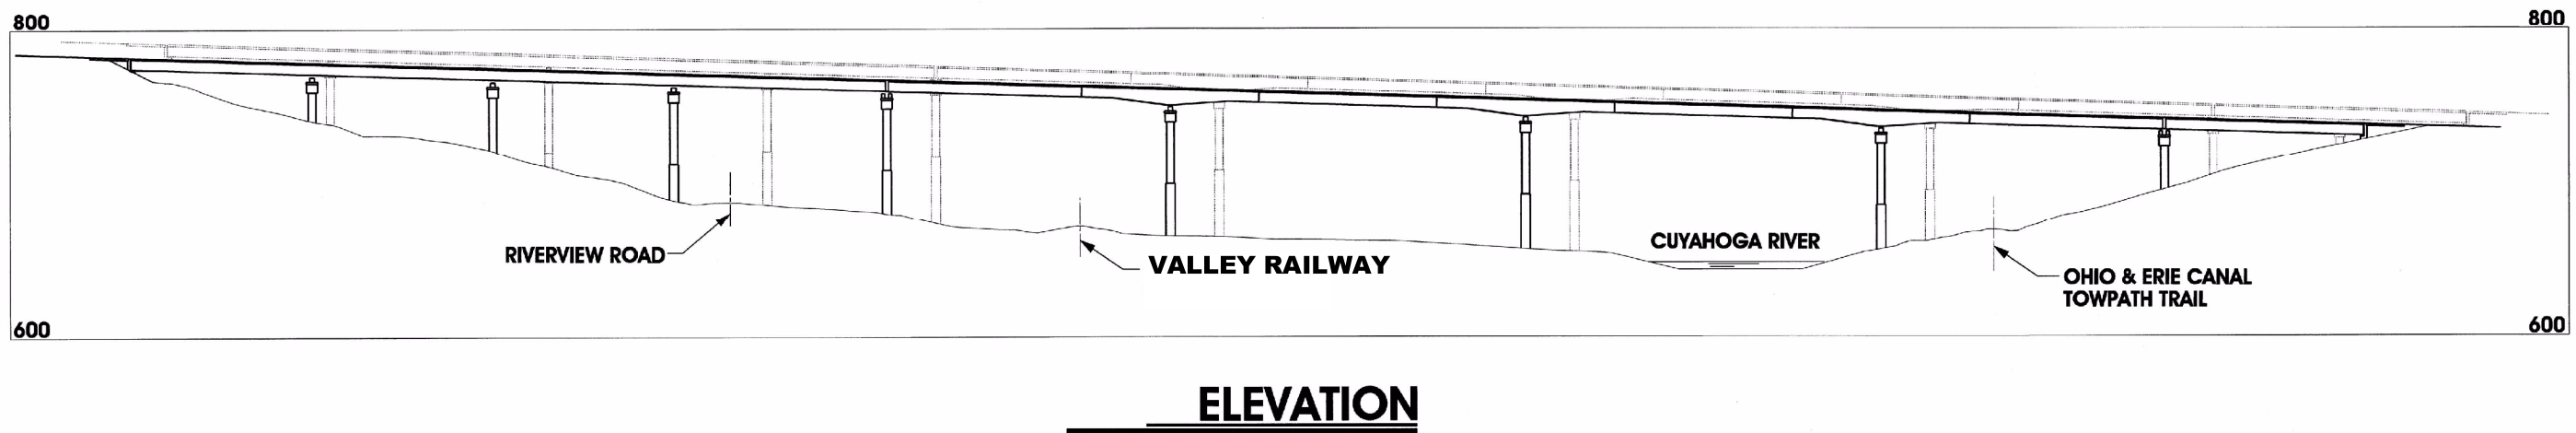 800
800
RIVERVIEW ROAD
VALLEY RAILWAY
CUYAHOGA RIVER
OHIO & ERIE CANAL
TOWPATH TRAIL
600
600
ELEVATION